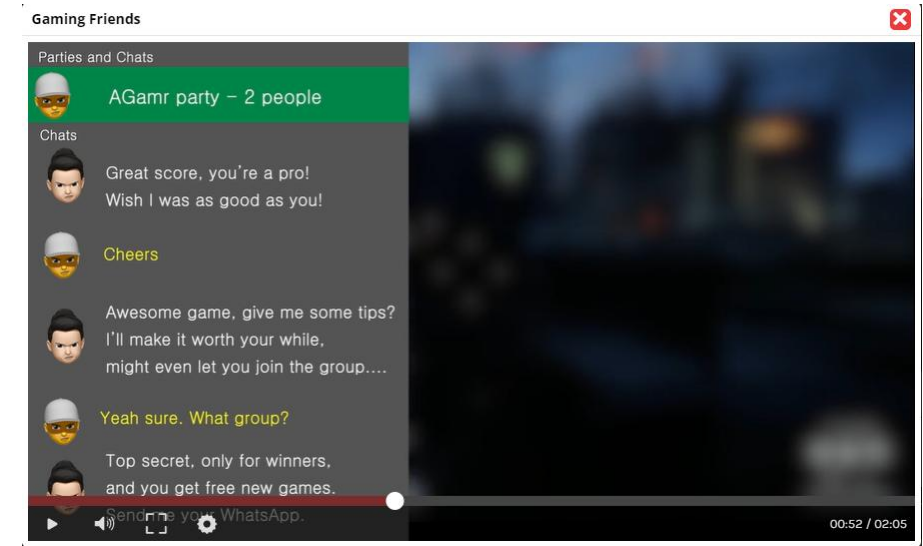 Gaming Friends
Parties and Chats
AGamr party - 2 people
Chats
Great score, you're a pro!
Wish I was as good as you!
Cheers
Awesome game, give me some tips?
I'll make it worth your while,
might even let you join the group....
Yeah sure. What group?
Top secret, only for winners,
and you get free new games.
Send me your WhatsApp.
00:52 / 02:05